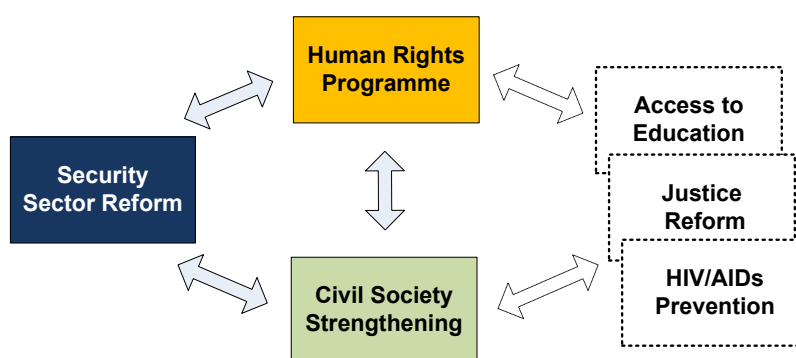 Human Rights
Programme
Access to
Education
Security
Sector Reform
Justice
Reform
Civil Society
Strengthening
HIV/AIDs
Prevention